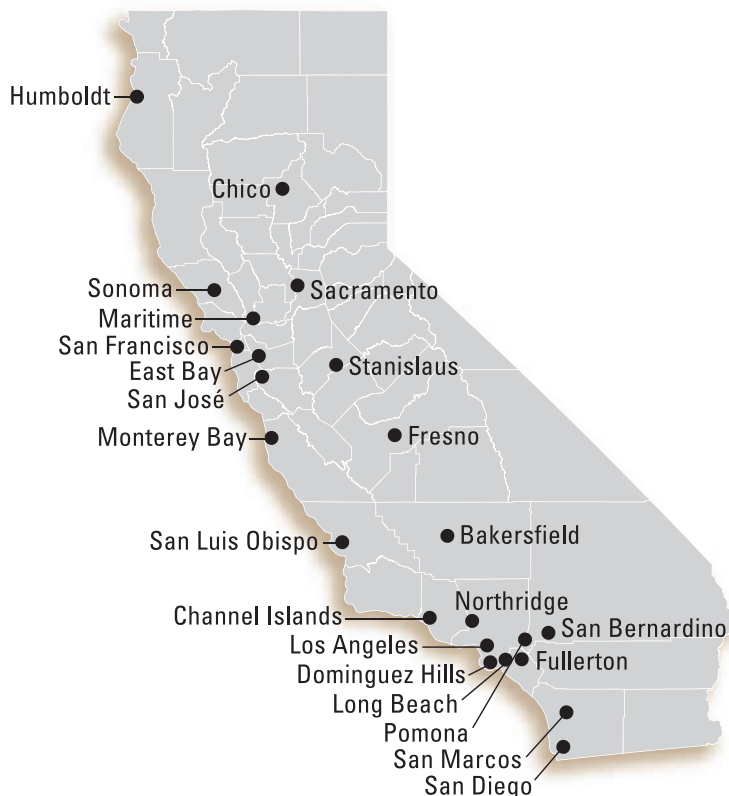 Humboldt
Chico
Sonoma
Sacramento
Maritime
San Francisco
East Bay
Stanislaus
San José
Monterey Bay
Fresno
San Luis Obispo
Bakersfield
Channel Islands
Northridge
San Bernardino
Los Angeles
Dominguez Hills
Fullerton
Long Beach
Pomona
San Marcos
San Diego